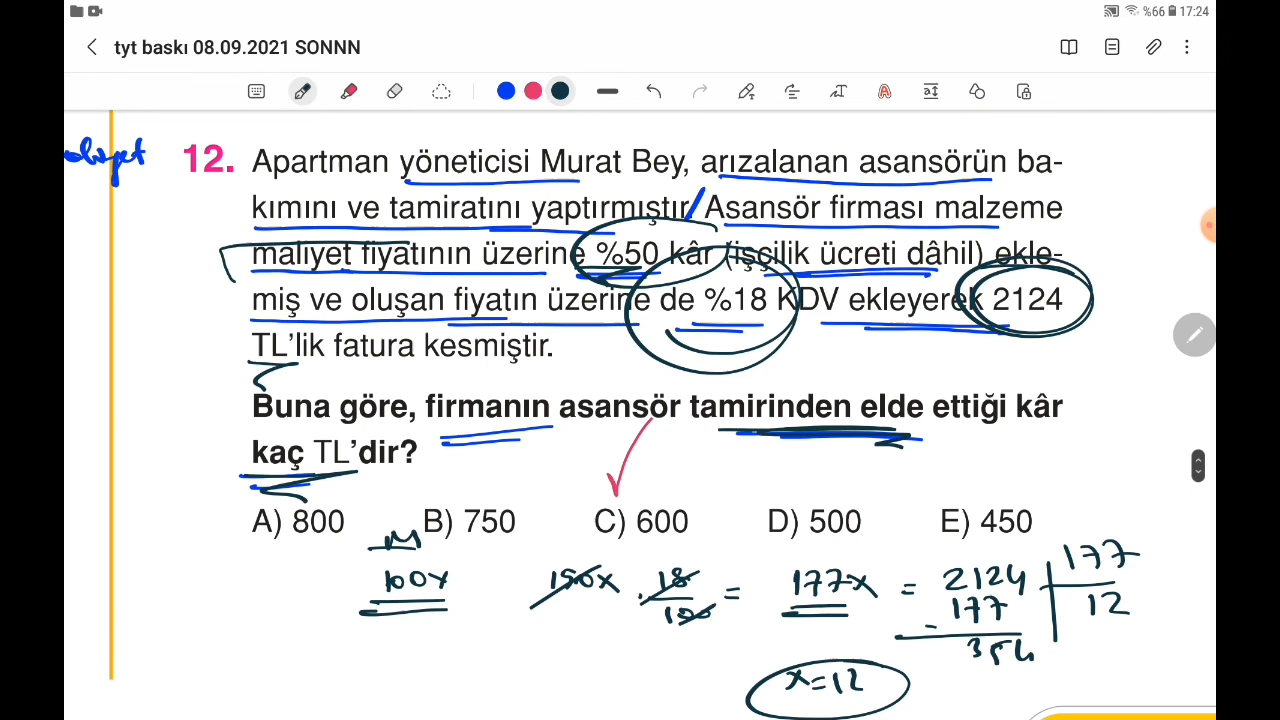 %66 17:24
tyt baskı 08.09.2021 SONNN
12. Apartman yöneticisi Murat Bey, arızalanan asansörün ba-
kımını ve tamiratını yaptırmıştır. Asansör firması malzeme
maliyet fiyatının üzerine %50 kâr (işçilik ücreti dâhil) ekle-
miş ve oluşan fiyatın üzerine de %18 KDV ekleyerek 2124
TL'lik fatura kesmiştir.
Buna göre, firmanın asansör tamirinden elde ettiği kâr
kaç TL'dir?
A) 800 B) 750 C) 600 D) 500 E) 450
M
100x 150x . 18/100 = 177x = 2124 177
- 177 12
354
x=12